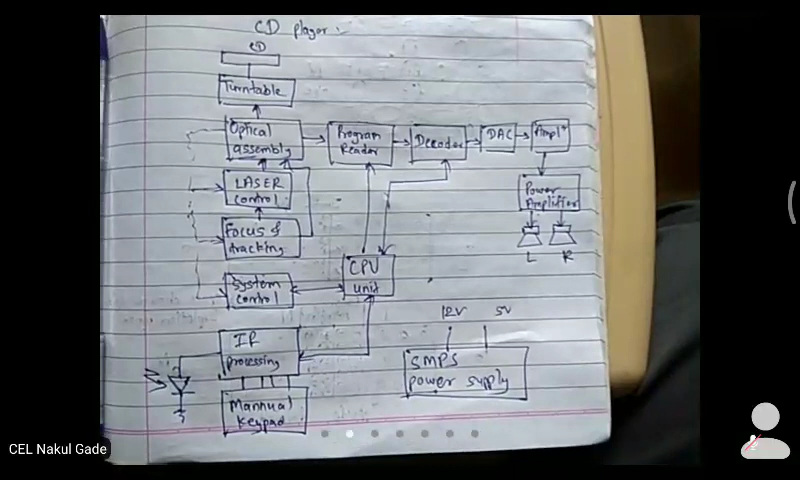 CD player :-
CD
Turntable
Optical
assembly
Program
Reader
Decoder
DAC
Ampl^r
LASER
control
Power
Amplifier
L
R
Focus &
tracking
CPU
unit
System
control
12V
5V
IR
processing
SMPS
power supply
Mannual
keypad
CEL Nakul Gade